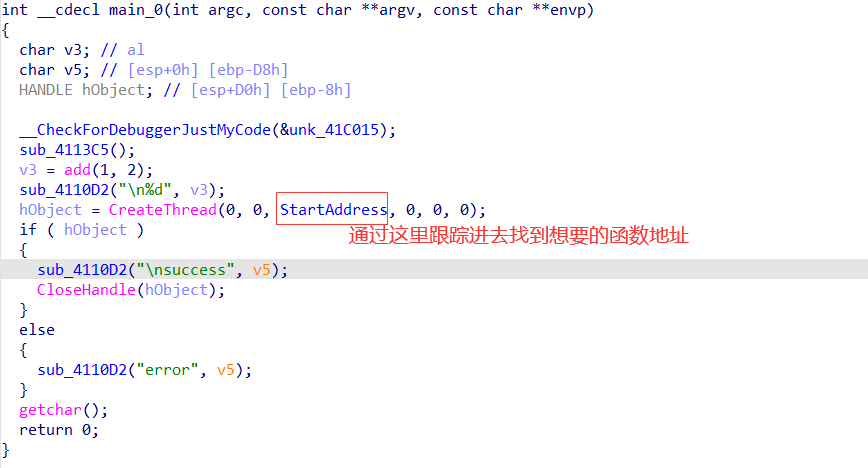 int __cdecl main_0(int argc, const char **argv, const char **envp)
{
char v3; // al
char v5; // [esp+0h] [ebp-D8h]
HANDLE hObject; // [esp+D0h] [ebp-8h]
__CheckForDebuggerJustMyCode(&unk_41C015);
sub_4113C5();
v3 = add(1, 2);
sub_4110D2("\n%d", v3);
hObject = CreateThread(0, 0, StartAddress, 0, 0, 0);
if ( hObject )
通过这里跟踪进去找到想要的函数地址
{
sub_4110D2("\nsuccess", v5);
CloseHandle(hObject);
}
else
{
sub_4110D2("error", v5);
}
getchar();
return 0;
}